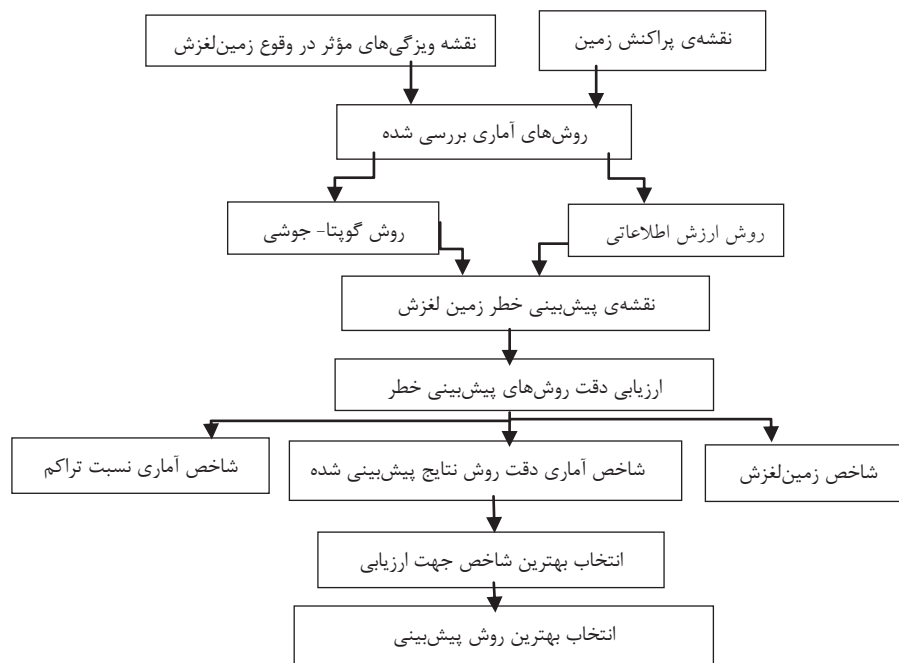 نقشه‌ی پراکنش زمین
نقشه ویزگی‌های مؤثر در وقوع زمین‌لغزش
روش‌های آماری بررسی شده
روش ارزش اطلاعاتی
روش گوپتا- جوشی
نقشه‌ی پیش‌بینی خطر زمین لغزش
ارزیابی دقت روش‌های پیش‌بینی خطر
شاخص زمین‌لغزش
شاخص آماری دقت روش نتایج پیش‌بینی شده
شاخص آماری نسبت تراکم
انتخاب بهترین شاخص جهت ارزیابی
انتخاب بهترین روش پیش‌بینی